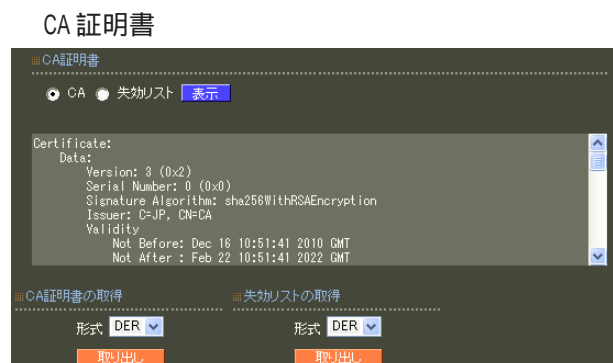 CA 証明書
CA証明書
CA 失効リスト 表示
Certificate:
Data:
Version: 3 (0x2)
Serial Number: 0 (0x0)
Signature Algorithm: sha256WithRSAEncryption
Issuer: C=JP, CN=CA
Validity
Not Before: Dec 16 10:51:41 2010 GMT
Not After : Feb 22 10:51:41 2022 GMT
CA証明書の取得 失効リストの取得
形式 DER 形式 DER
取り出し 取り出し